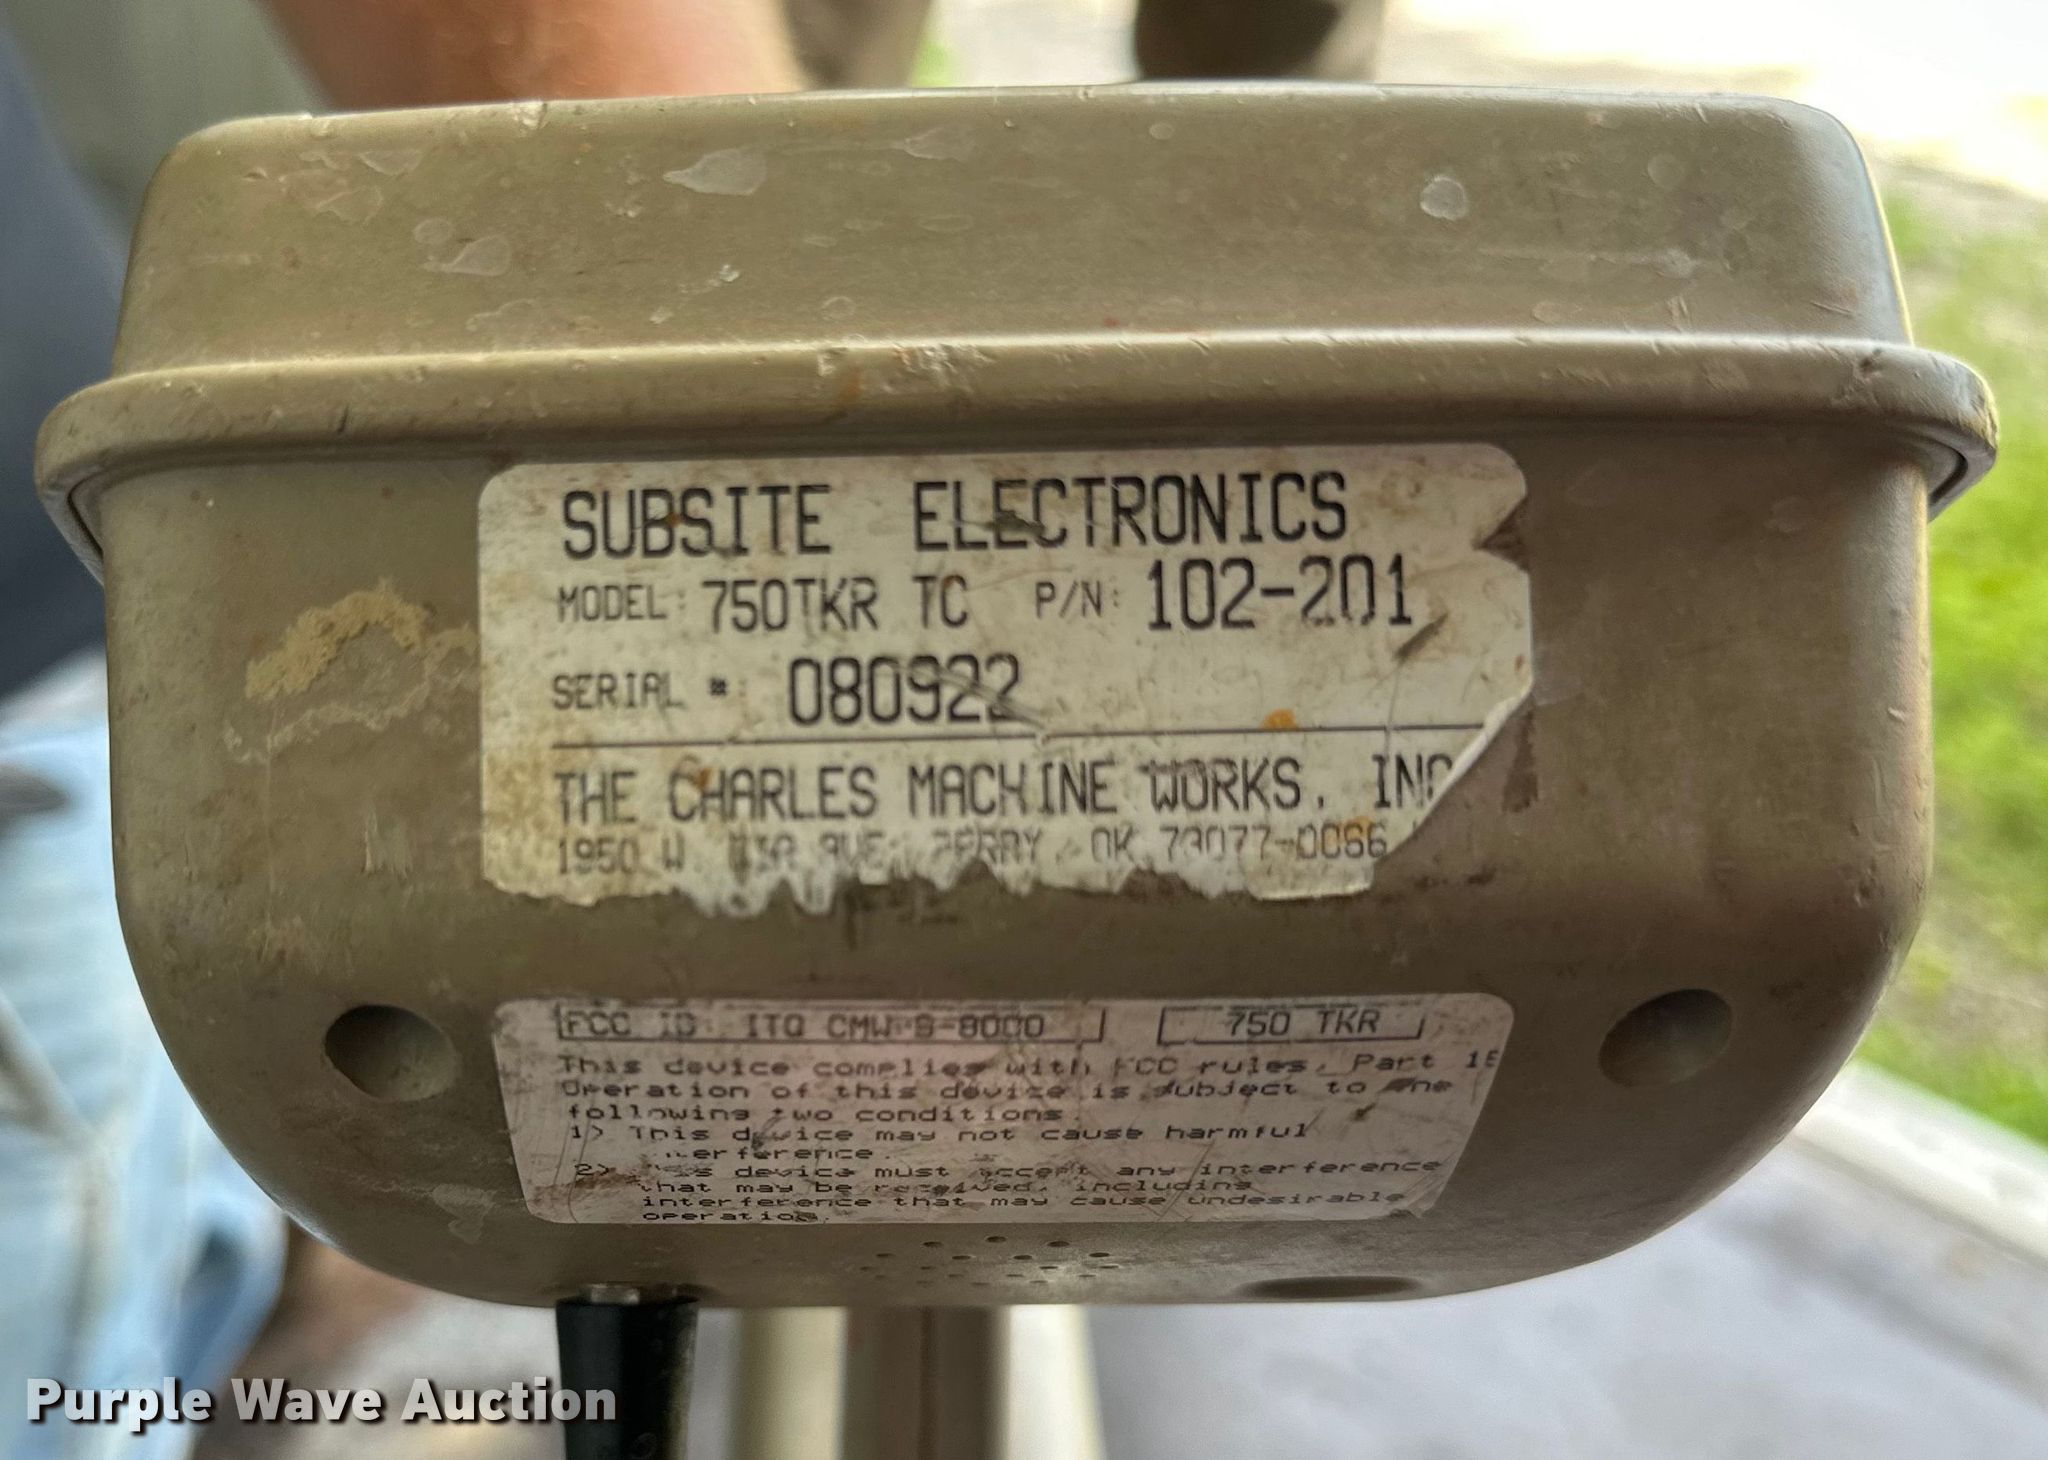 SUBSITE ELECTRONICS
MODEL: 750TKR TC P/N: 102-201
SERIAL #: 080922
THE CHARLES MACHINE WORKS, INC
1950 W AVE PERRY, OK 73077-0066
FCC ID: ITQ CMW-S-8000 750 TKR
This device complies with FCC rules, Part 15
Operation of this device is subject to the
following two conditions.
1) This device may not cause harmful
interference.
2) This device must accept any interference
that may be received, including
interference that may cause undesirable
operation.
Purple Wave Auction